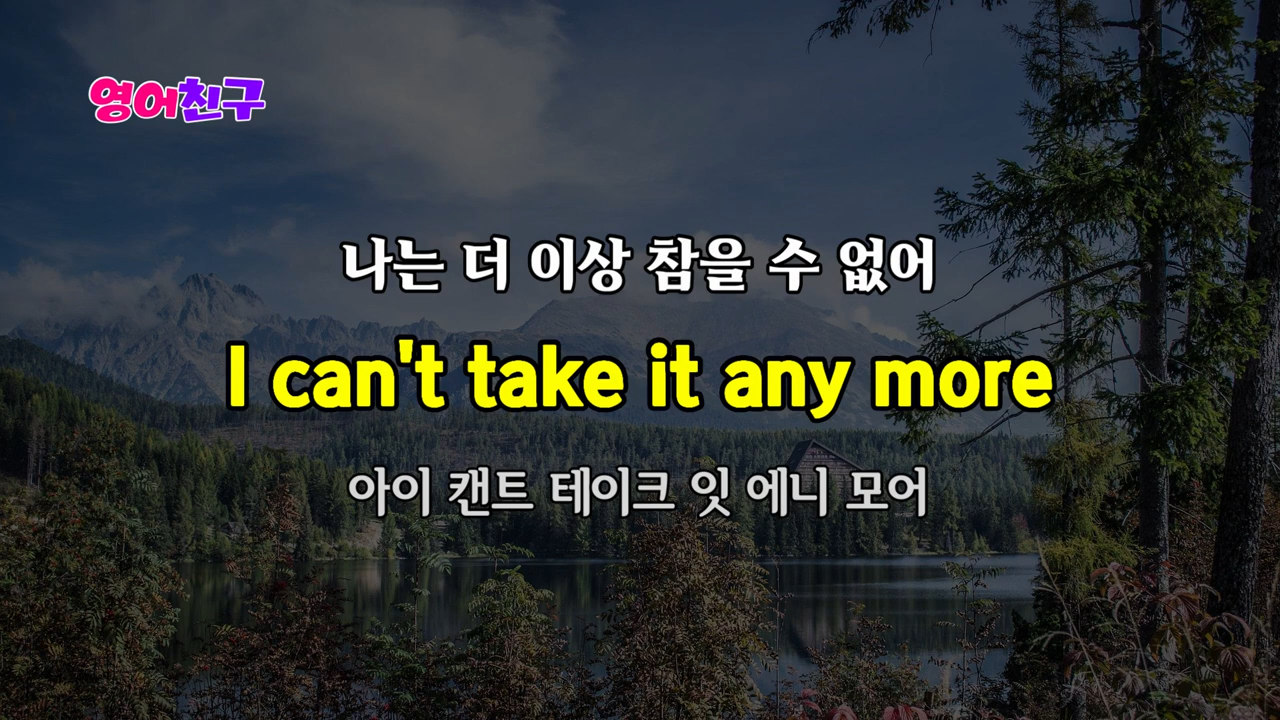 영어친구
나는 더 이상 참을 수 없어
I can't take it any more
아이 캔트 테이크 잇 에니 모어